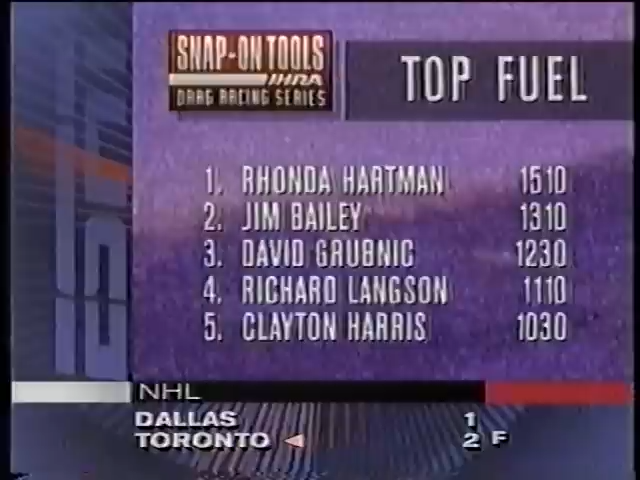 SNAP-ON TOOLS
IHRA
DRAG RACING SERIES
TOP FUEL
1. RHONDA HARTMAN 1510
2. JIM BAILEY 1310
3. DAVID GRUBNIC 1230
4. RICHARD LANGSON 1110
5. CLAYTON HARRIS 1030
NHL
DALLAS 1
TORONTO 2 F